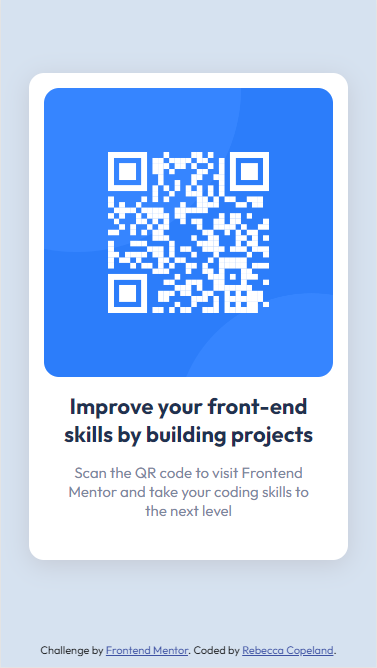 Improve your front-end
skills by building projects
Scan the QR code to visit Frontend
Mentor and take your coding skills to
the next level
Challenge by Frontend Mentor. Coded by Rebecca Copeland.